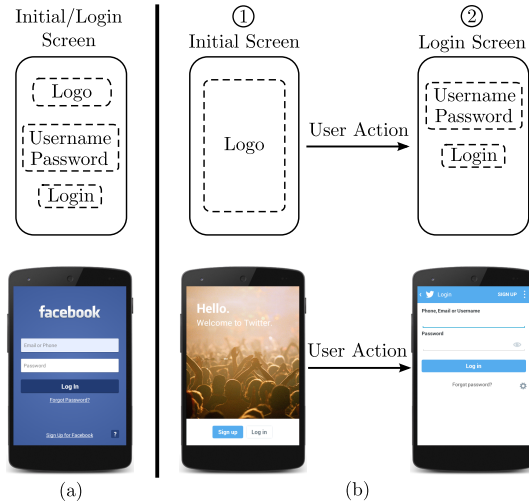 Initial/Login
Screen
Logo
Username
Password
Login
1
Initial Screen
Logo
User Action
2
Login Screen
Username
Password
Login
facebook
Email or Phone
Password
Log In
Forgot Password?
Sign Up for Facebook
?
Hello.
Welcome to Twitter.
Sign up
Log in
User Action
Login
SIGN UP
Phone, Email or Username
Password
Log in
Forgot password?
(a)
(b)